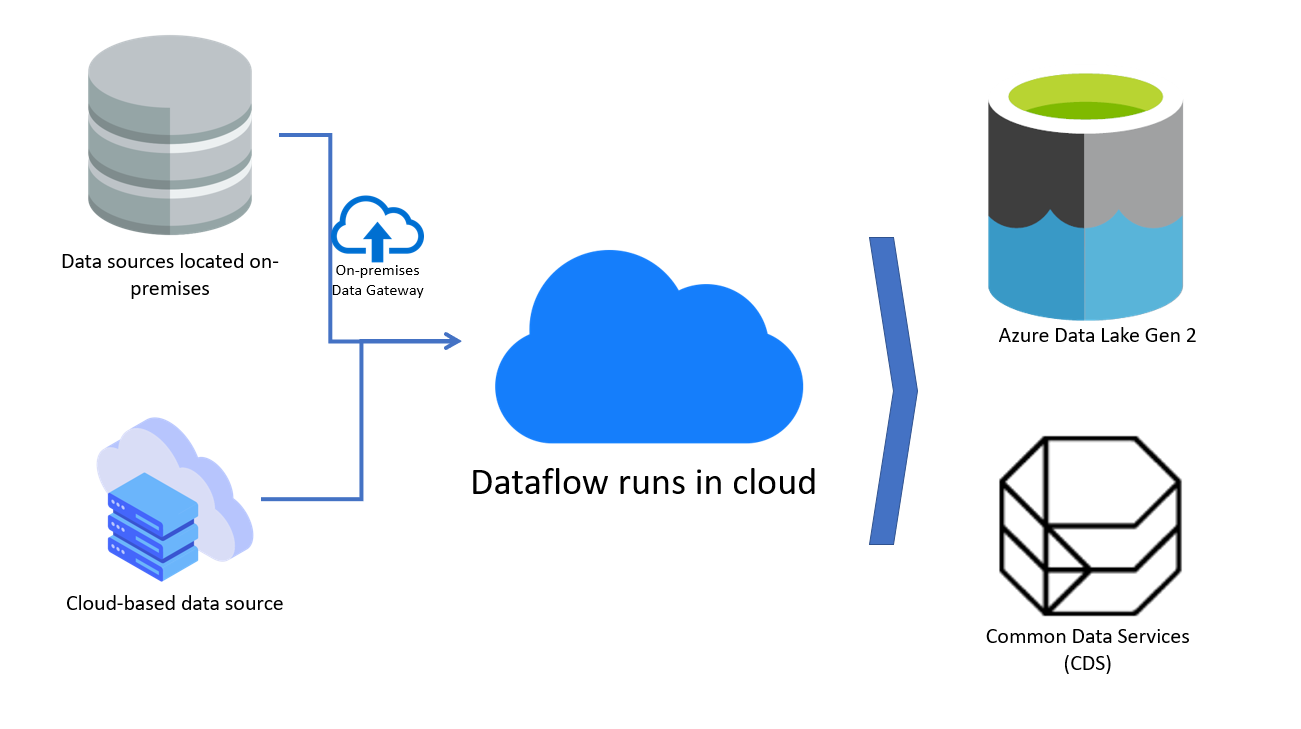 Data sources located on-
premises
On-premises
Data Gateway
Cloud-based data source
Dataflow runs in cloud
Azure Data Lake Gen 2
Common Data Services
(CDS)